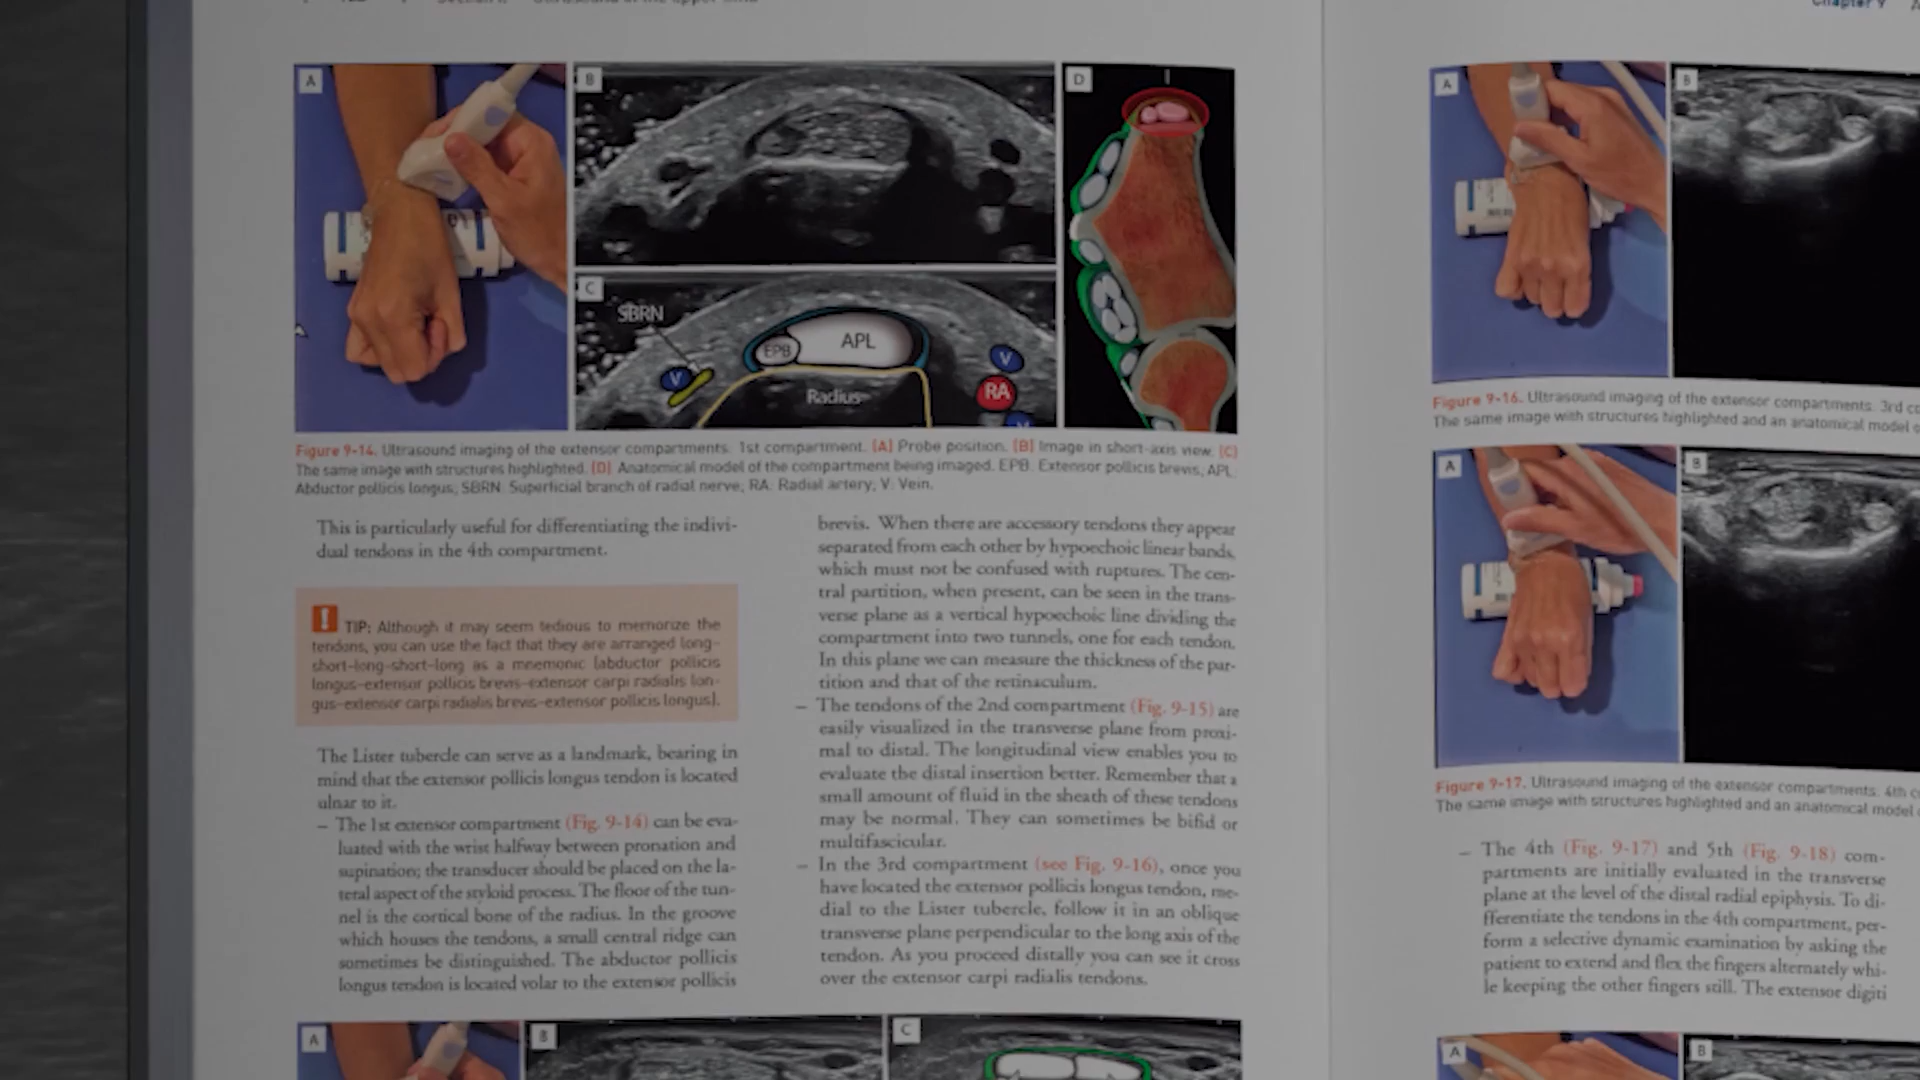 Chapter 9
A
B
D
C
SBRN
EPB
APL
V
V
RA
Radius
Figure 9-14. Ultrasound imaging of the extensor compartments. 1st compartment. (A) Probe position. (B) Image in short-axis view. (C)
The same image with structures highlighted. (D) Anatomical model of the compartment being imaged. EPB: Extensor pollicis brevis; APL:
Abductor pollicis longus; SBRN: Superficial branch of radial nerve; RA: Radial artery; V: Vein.
This is particularly useful for differentiating the indivi-
dual tendons in the 4th compartment.
! TIP: Although it may seem tedious to memorize the
tendons, you can use the fact that they are arranged long-
short-long-short-long as a mnemonic (abductor pollicis
longus-extensor pollicis brevis-extensor carpi radialis lon-
gus-extensor carpi radialis brevis-extensor pollicis longus).
The Lister tubercle can serve as a landmark, bearing in
mind that the extensor pollicis longus tendon is located
ulnar to it.
– The 1st extensor compartment (Fig. 9-14) can be eva-
luated with the wrist halfway between pronation and
supination; the transducer should be placed on the la-
teral aspect of the styloid process. The floor of the tun-
nel is the cortical bone of the radius. In the groove
which houses the tendons, a small central ridge can
sometimes be distinguished. The abductor pollicis
longus tendon is located volar to the extensor pollicis
brevis. When there are accessory tendons they appear
separated from each other by hypoechoic linear bands,
which must not be confused with ruptures. The cen-
tral partition, when present, can be seen in the trans-
verse plane as a vertical hypoechoic line dividing the
compartment into two tunnels, one for each tendon.
In this plane we can measure the thickness of the par-
tition and that of the retinaculum.
– The tendons of the 2nd compartment (Fig. 9-15) are
easily visualized in the transverse plane from proxi-
mal to distal. The longitudinal view enables you to
evaluate the distal insertion better. Remember that a
small amount of fluid in the sheath of these tendons
may be normal. They can sometimes be bifid or
multifascicular.
– In the 3rd compartment (see Fig. 9-16), once you
have located the extensor pollicis longus tendon, me-
dial to the Lister tubercle, follow it in an oblique
transverse plane perpendicular to the long axis of the
tendon. As you proceed distally you can see it cross
over the extensor carpi radialis tendons.
A
B
C
A
B
Figure 9-16. Ultrasound imaging of the extensor compartments. 3rd
The same image with structures highlighted and an anatomical model
A
B
Figure 9-17. Ultrasound imaging of the extensor compartments. 4th
The same image with structures highlighted and an anatomical model
– The 4th (Fig. 9-17) and 5th (Fig. 9-18) com-
partments are initially evaluated in the transverse
plane at the level of the distal radial epiphysis. To di-
fferentiate the tendons in the 4th compartment, per-
form a selective dynamic examination by asking the
patient to extend and flex the fingers alternately whi-
le keeping the other fingers still. The extensor digiti
A
B